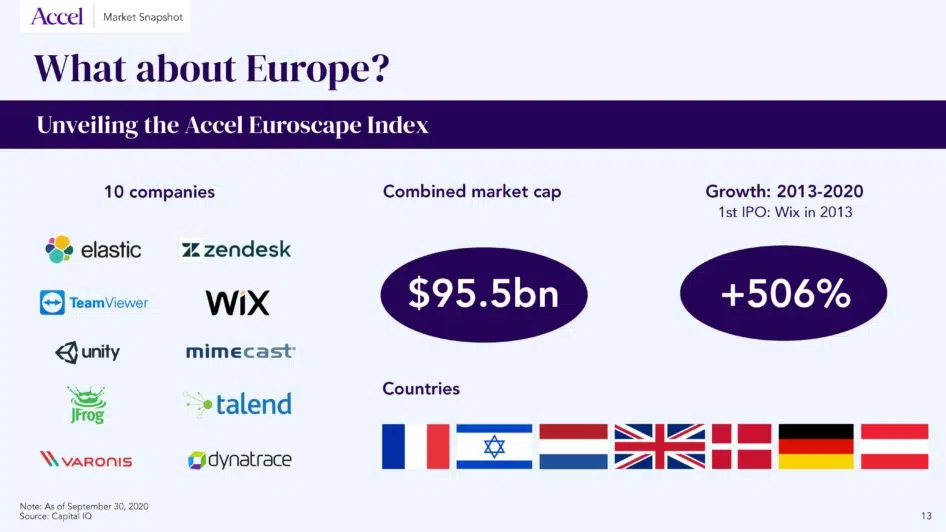 Accel Market Snapshot
What about Europe?
Unveiling the Accel Euroscape Index
10 companies
elastic
zendesk
TeamViewer
WiX
unity
mimecast
JFrog
talend
VARONIS
dynatrace
Combined market cap
$95.5bn
Growth: 2013-2020
1st IPO: Wix in 2013
+506%
Countries
Note: As of September 30, 2020
Source: Capital IQ
13